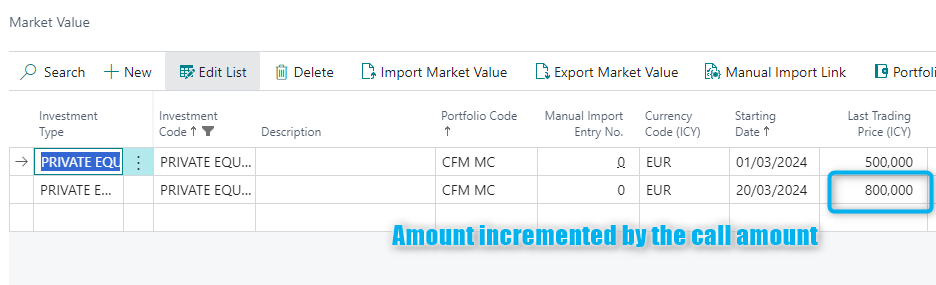 Market Value
Search New Edit List Delete Import Market Value Export Market Value Manual Import Link Portfoli
Investment Type Investment Code ↑ Description Portfolio Code ↑ Manual Import Entry No. Currency Code (ICY) Starting Date ↑ Last Trading Price (ICY)
→ PRIVATE EQU PRIVATE EQU... CFM MC 0 EUR 01/03/2024 500,000
PRIVATE E... PRIVATE EQU... CFM MC 0 EUR 20/03/2024 800,000
Amount incremented by the call amount